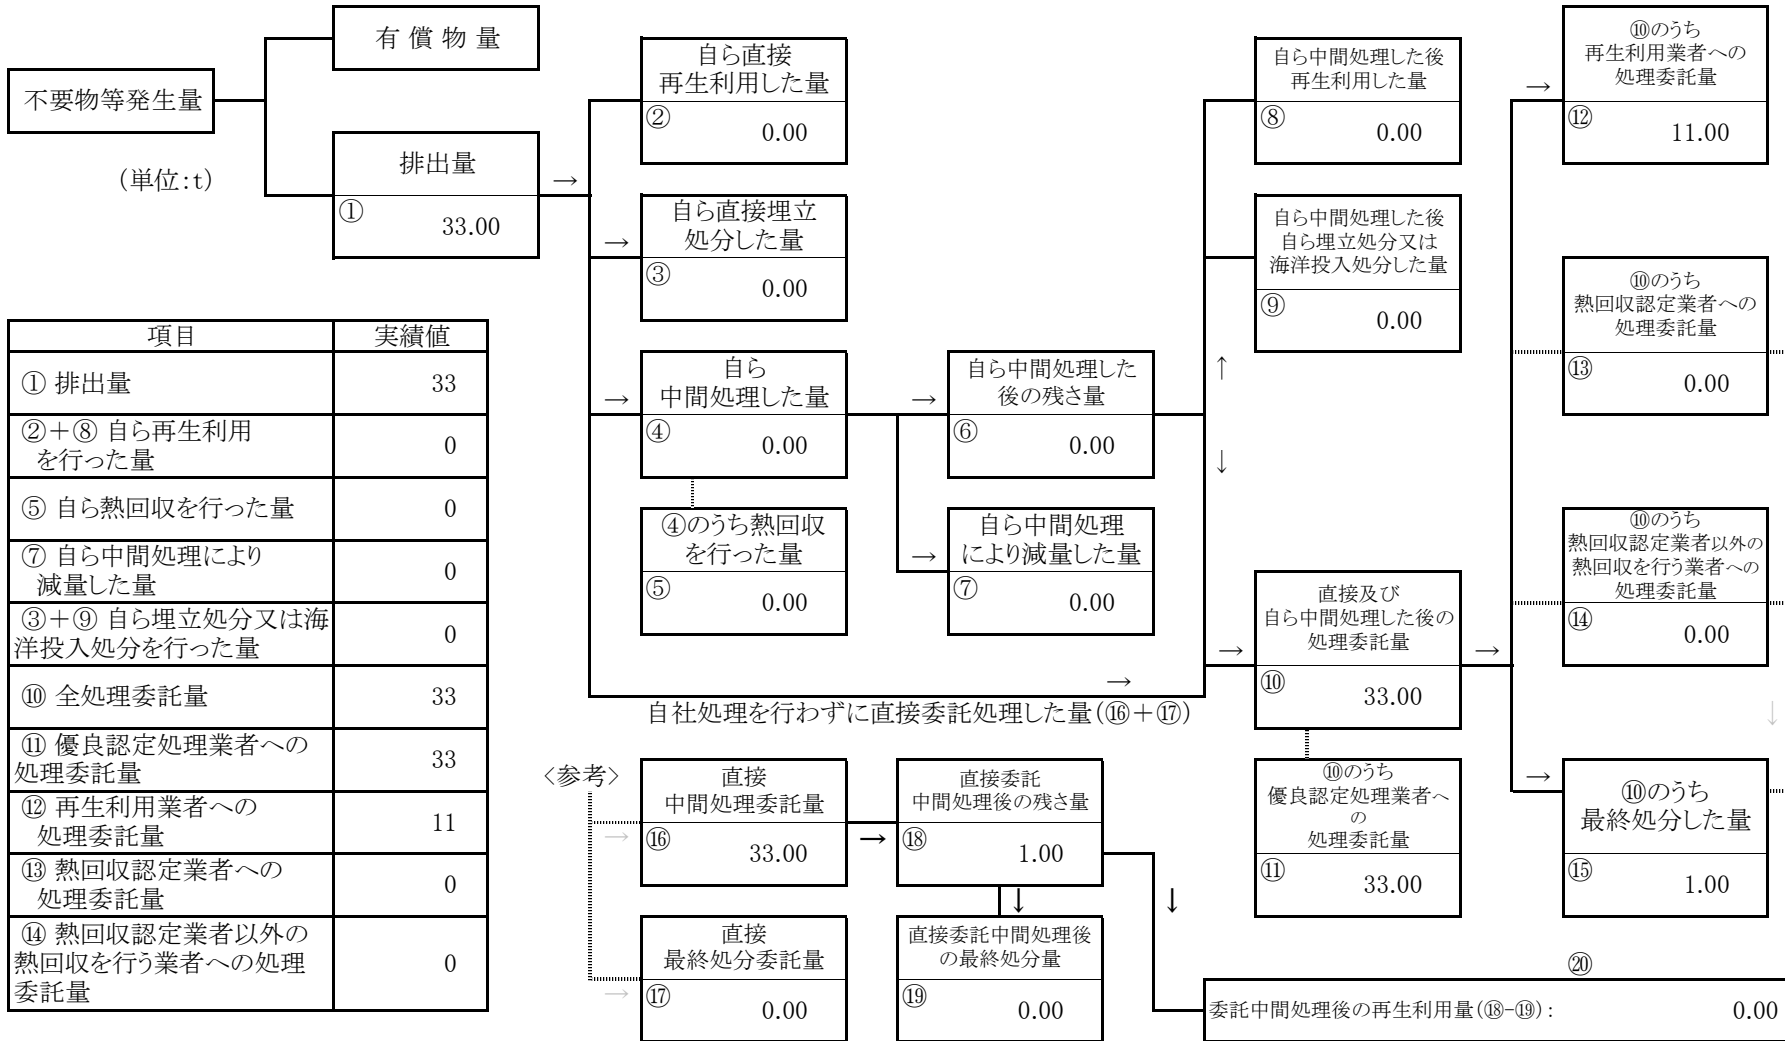 有 償 物 量
不要物等発生量
（単位：t）
排出量
①
33.00
→
自ら直接
再生利用した量
②
0.00
→
自ら直接埋立
処分した量
③
0.00
→
自ら
中間処理した量
④
0.00
④のうち熱回収
を行った量
⑤
0.00
→
自ら中間処理した
後の残さ量
⑥
0.00
→
自ら中間処理
により減量した量
⑦
0.00
自ら中間処理した後
再生利用した量
⑧
0.00
自ら中間処理した後
自ら埋立処分又は
海洋投入処分した量
⑨
0.00
↑
↓
→
自社処理を行わずに直接委託処理した量（⑯＋⑰）
→
直接及び
自ら中間処理した後の
処理委託量
⑩
33.00
→
⑩のうち
優良認定処理業者へ
の
処理委託量
⑪
33.00
→
⑩のうち
再生利用業者への
処理委託量
⑫
11.00
⑩のうち
熱回収認定業者への
処理委託量
⑬
0.00
⑩のうち
熱回収認定業者以外の
熱回収を行う業者への
処理委託量
⑭
0.00
↓
→
⑩のうち
最終処分した量
⑮
1.00
項目 実績値
① 排出量 33
②＋⑧ 自ら再生利用
を行った量 0
⑤ 自ら熱回収を行った量 0
⑦ 自ら中間処理により
減量した量 0
③＋⑨ 自ら埋立処分又は海
洋投入処分を行った量 0
⑩ 全処理委託量 33
⑪ 優良認定処理業者への
処理委託量 33
⑫ 再生利用業者への
処理委託量 11
⑬ 熱回収認定業者への
処理委託量 0
⑭ 熱回収認定業者以外の
熱回収を行う業者への処理
委託量 0
〈参考〉
→
直接
中間処理委託量
⑯
33.00
→
直接委託
中間処理後の残さ量
⑱
1.00
↓
↓
→
直接
最終処分委託量
⑰
0.00
直接委託中間処理後
の最終処分量
⑲
0.00
⑳
委託中間処理後の再生利用量（⑱-⑲）： 0.00